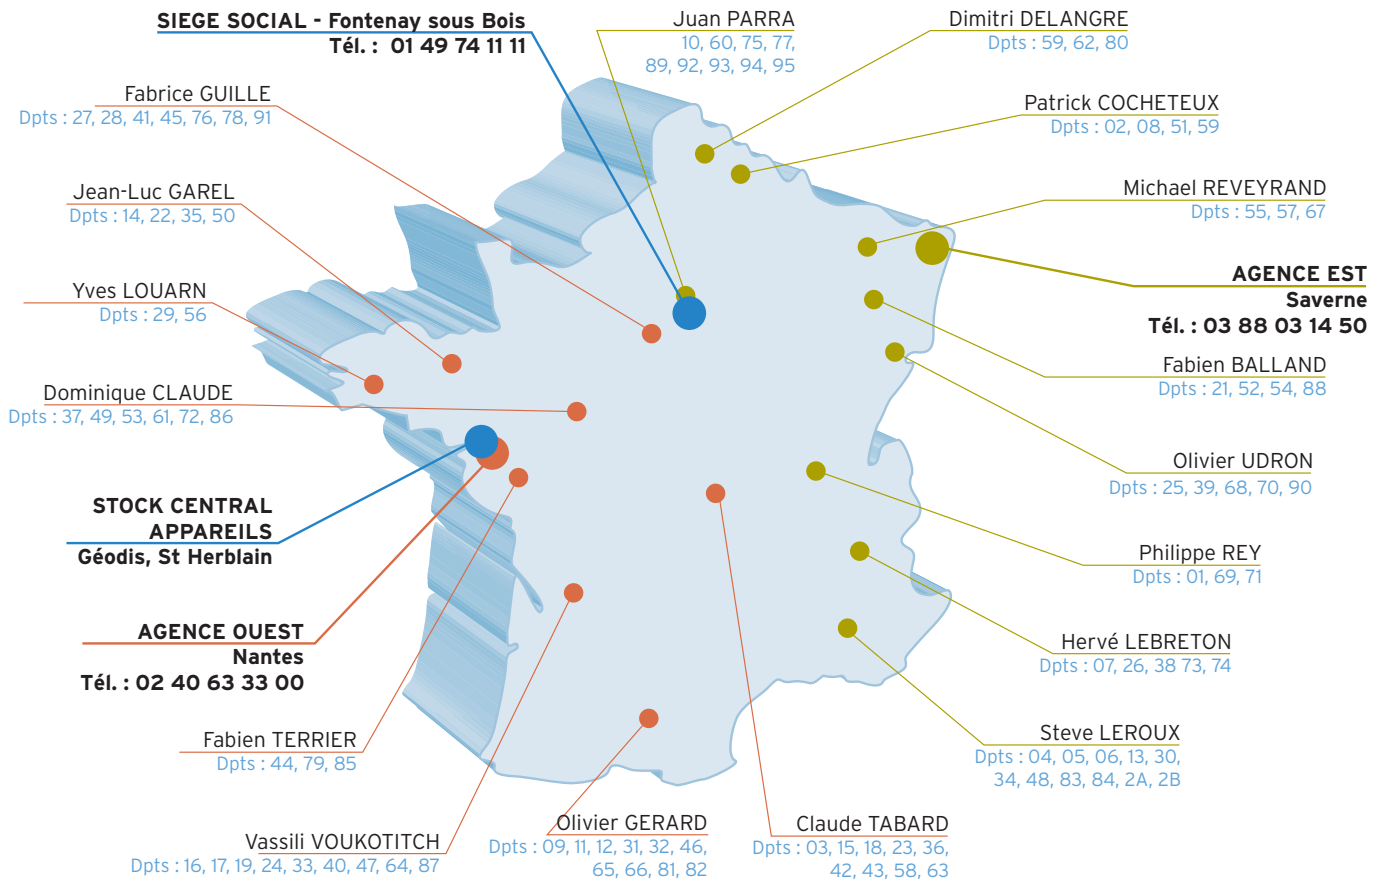 SIEGE SOCIAL - Fontenay sous Bois
Tél. : 01 49 74 11 11
Juan PARRA
10, 60, 75, 77,
89, 92, 93, 94, 95
Dimitri DELANGRE
Dpts : 59, 62, 80
Fabrice GUILLE
Dpts : 27, 28, 41, 45, 76, 78, 91
Patrick COCHETEUX
Dpts : 02, 08, 51, 59
Jean-Luc GAREL
Dpts : 14, 22, 35, 50
Michael REVEYRAND
Dpts : 55, 57, 67
AGENCE EST
Saverne
Tél. : 03 88 03 14 50
Yves LOUARN
Dpts : 29, 56
Fabien BALLAND
Dpts : 21, 52, 54, 88
Dominique CLAUDE
Dpts : 37, 49, 53, 61, 72, 86
Olivier UDRON
Dpts : 25, 39, 68, 70, 90
STOCK CENTRAL
APPAREILS
Géodis, St Herblain
Philippe REY
Dpts : 01, 69, 71
AGENCE OUEST
Nantes
Tél. : 02 40 63 33 00
Hervé LEBRETON
Dpts : 07, 26, 38 73, 74
Fabien TERRIER
Dpts : 44, 79, 85
Steve LEROUX
Dpts : 04, 05, 06, 13, 30,
34, 48, 83, 84, 2A, 2B
Vassili VOUKOTITCH
Dpts : 16, 17, 19, 24, 33, 40, 47, 64, 87
Olivier GERARD
Dpts : 09, 11, 12, 31, 32, 46,
65, 66, 81, 82
Claude TABARD
Dpts : 03, 15, 18, 23, 36,
42, 43, 58, 63